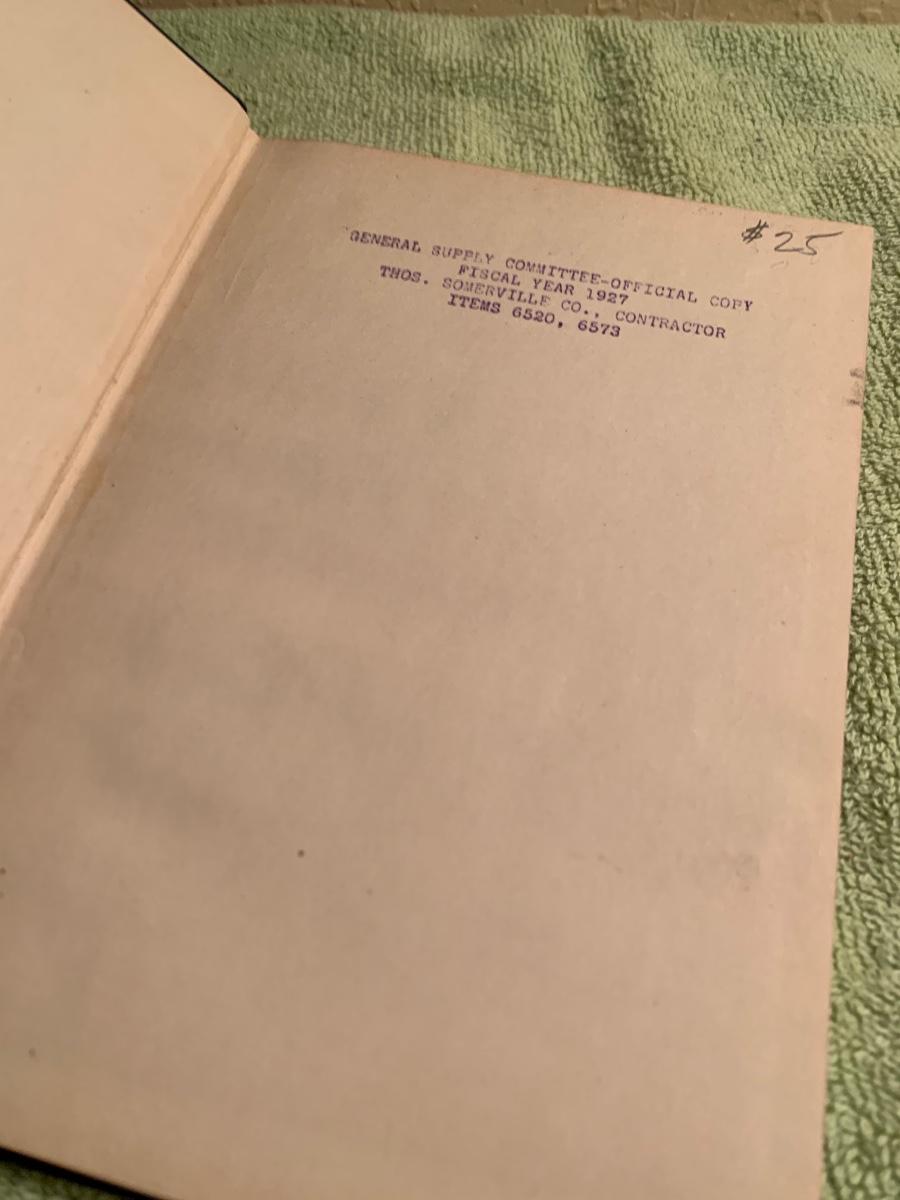 #25
GENERAL SUPPLY COMMITTEE-OFFICIAL COPY
FISCAL YEAR 1927
THOS. SOMERVILLE CO., CONTRACTOR
ITEMS 6520, 6573